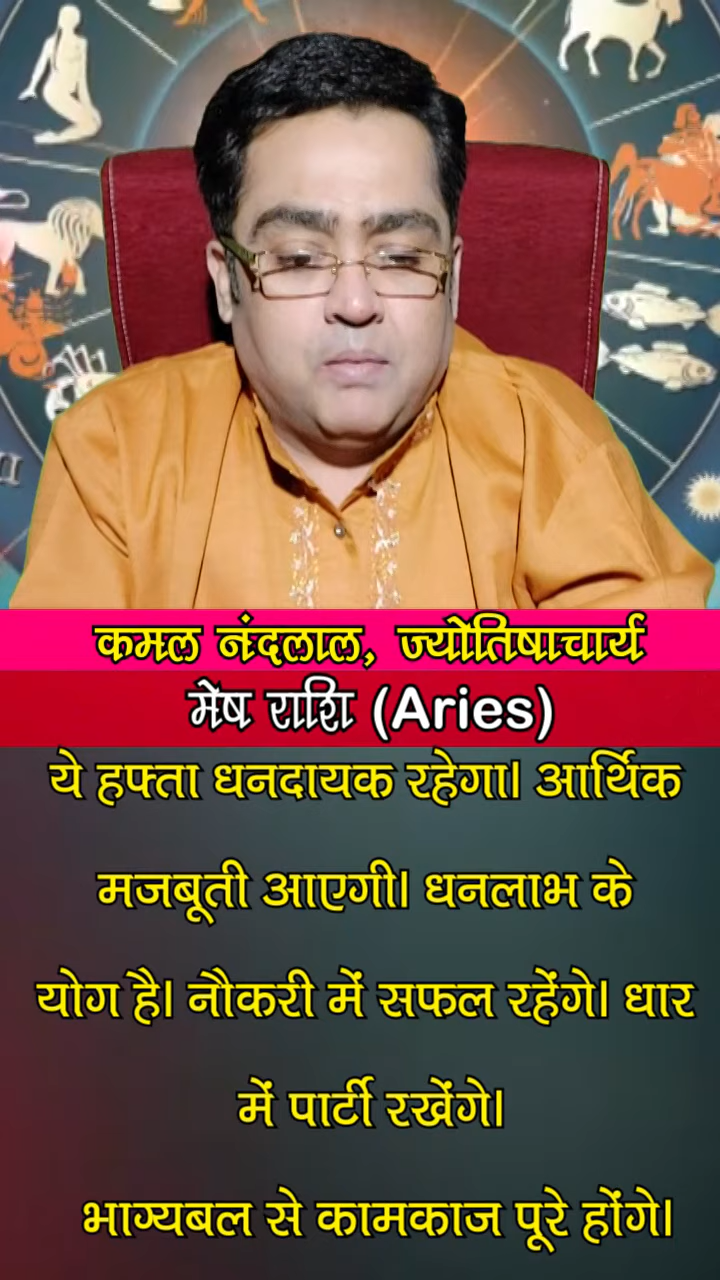 कमल नंदलाल, ज्योतिषाचार्य
मेष राशि (Aries)
ये हफ्ता धनदायक रहेगा। आर्थिक
मजबूती आएगी। धनलाभ के
योग है। नौकरी में सफल रहेंगे। धार
में पार्टी रखेंगे।
भाग्यबल से कामकाज पूरे होंगे।